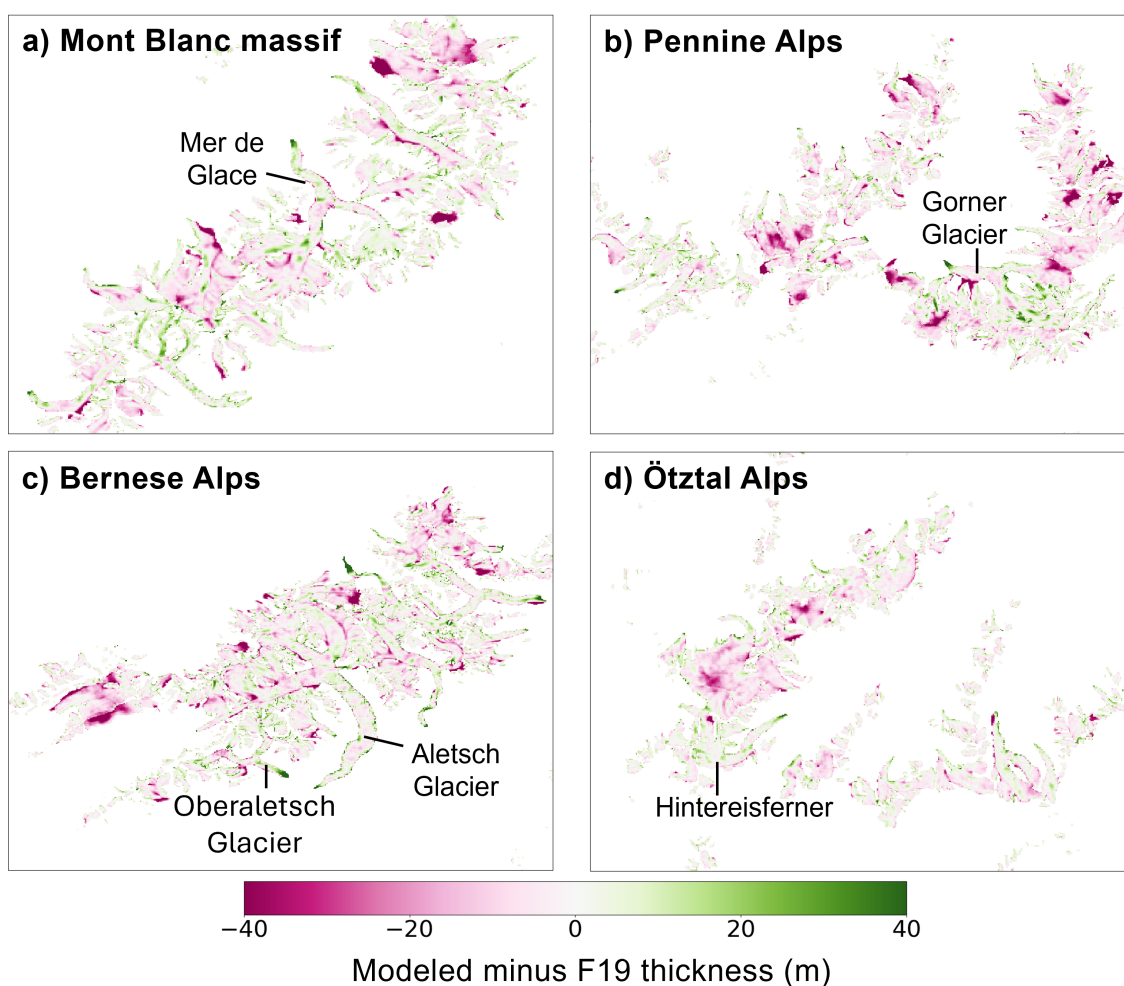 a) Mont Blanc massif
Mer de
Glace
b) Pennine Alps
Gorner
Glacier
c) Bernese Alps
Aletsch
Glacier
Oberaletsch
Glacier
d) Ötztal Alps
Hintereisferner
−40
−20
0
20
40
Modeled minus F19 thickness (m)